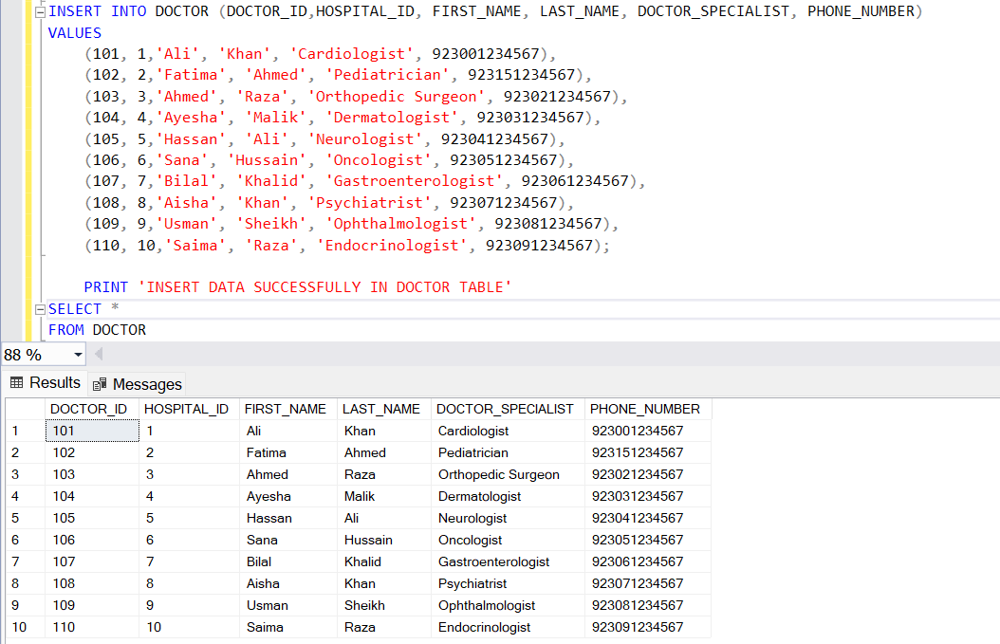 INSERT INTO DOCTOR (DOCTOR_ID,HOSPITAL_ID, FIRST_NAME, LAST_NAME, DOCTOR_SPECIALIST, PHONE_NUMBER)
VALUES
(101, 1,'Ali', 'Khan', 'Cardiologist', 923001234567),
(102, 2,'Fatima', 'Ahmed', 'Pediatrician', 923151234567),
(103, 3,'Ahmed', 'Raza', 'Orthopedic Surgeon', 923021234567),
(104, 4,'Ayesha', 'Malik', 'Dermatologist', 923031234567),
(105, 5,'Hassan', 'Ali', 'Neurologist', 923041234567),
(106, 6,'Sana', 'Hussain', 'Oncologist', 923051234567),
(107, 7,'Bilal', 'Khalid', 'Gastroenterologist', 923061234567),
(108, 8,'Aisha', 'Khan', 'Psychiatrist', 923071234567),
(109, 9,'Usman', 'Sheikh', 'Ophthalmologist', 923081234567),
(110, 10,'Saima', 'Raza', 'Endocrinologist', 923091234567);
PRINT 'INSERT DATA SUCCESSFULLY IN DOCTOR TABLE'
SELECT *
FROM DOCTOR
88 %
Results Messages
DOCTOR_ID HOSPITAL_ID FIRST_NAME LAST_NAME DOCTOR_SPECIALIST PHONE_NUMBER
1 101 1 Ali Khan Cardiologist 923001234567
2 102 2 Fatima Ahmed Pediatrician 923151234567
3 103 3 Ahmed Raza Orthopedic Surgeon 923021234567
4 104 4 Ayesha Malik Dermatologist 923031234567
5 105 5 Hassan Ali Neurologist 923041234567
6 106 6 Sana Hussain Oncologist 923051234567
7 107 7 Bilal Khalid Gastroenterologist 923061234567
8 108 8 Aisha Khan Psychiatrist 923071234567
9 109 9 Usman Sheikh Ophthalmologist 923081234567
10 110 10 Saima Raza Endocrinologist 923091234567